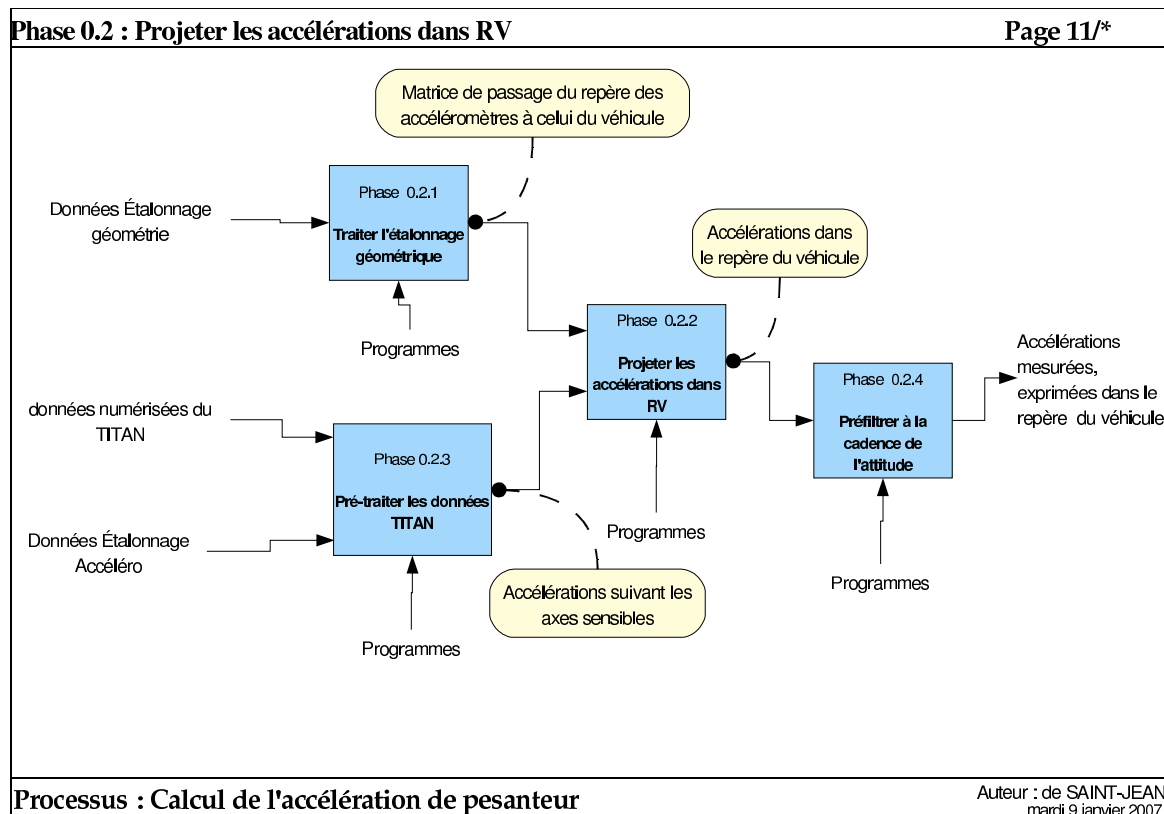 Phase 0.2 : Projeter les accélérations dans RV
Page 11/*
Matrice de passage du repère des
accéléromètres à celui du véhicule
Phase 0.2.1
Traiter l'étalonnage
géométrique
Données Étalonnage
géométrie
Programmes
Accélérations dans
le repère du véhicule
Phase 0.2.2
Projeter les
accélérations dans
RV
Programmes
Accélérations
mesurées,
exprimées dans le
repère du véhicule
Phase 0.2.4
Préfiltrer à la
cadence de
l'attitude
Programmes
données numérisées du
TITAN
Phase 0.2.3
Pré-traiter les données
TITAN
Données Étalonnage
Accéléro
Programmes
Accélérations suivant les
axes sensibles
Processus : Calcul de l'accélération de pesanteur
Auteur : de SAINT-JEAN
mardi 9 janvier 2007